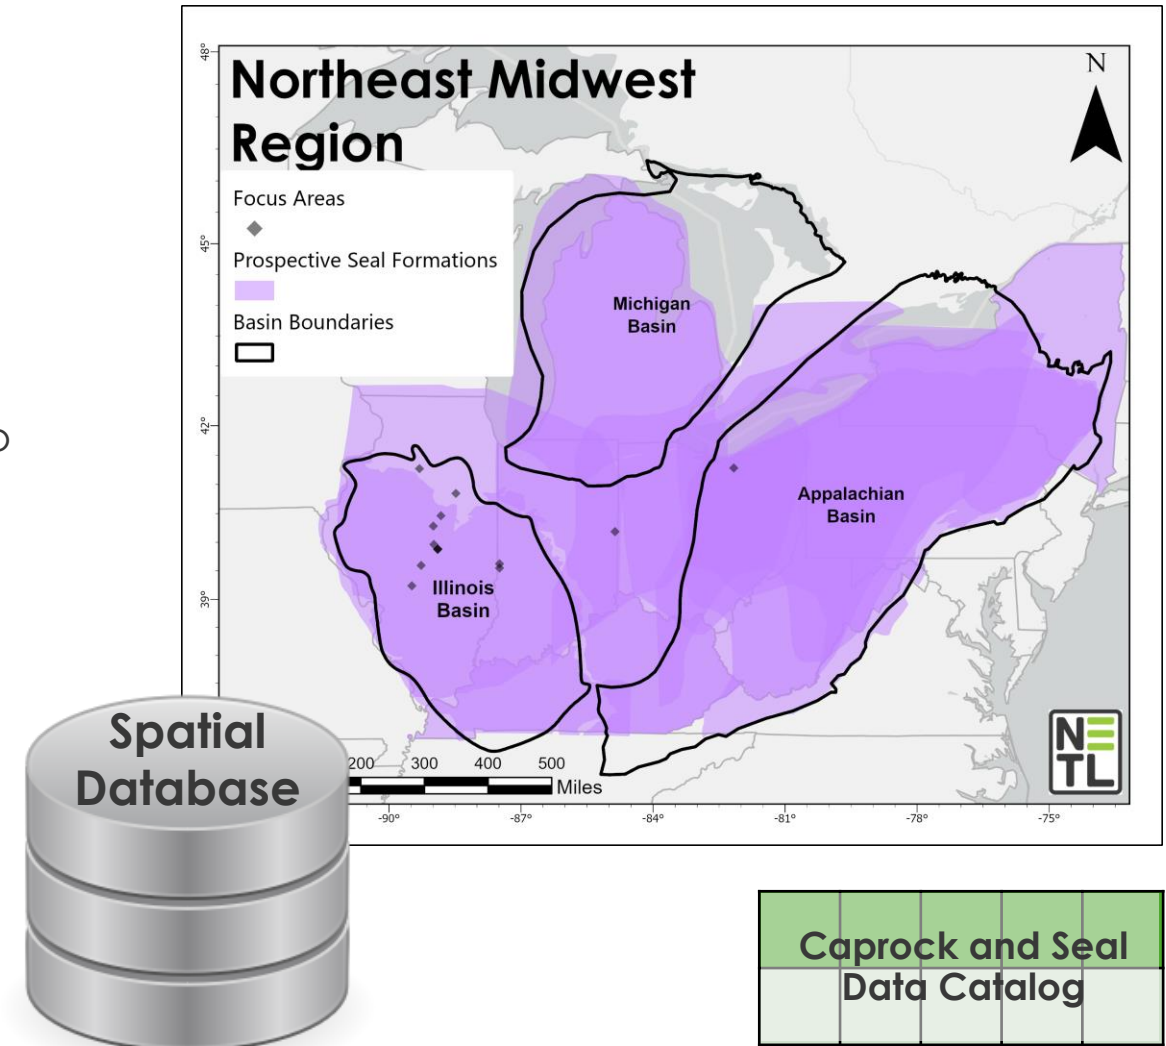 Northeast Midwest
Region
N
Focus Areas
Prospective Seal Formations
Basin Boundaries
48°
45°
42°
39°
Michigan
Basin
Appalachian
Basin
Illinois
Basin
NE
TL
200 300 400 500
Miles
-90° -87° -84° -81° -78° -75°
Spatial
Database
Caprock and Seal
Data Catalog